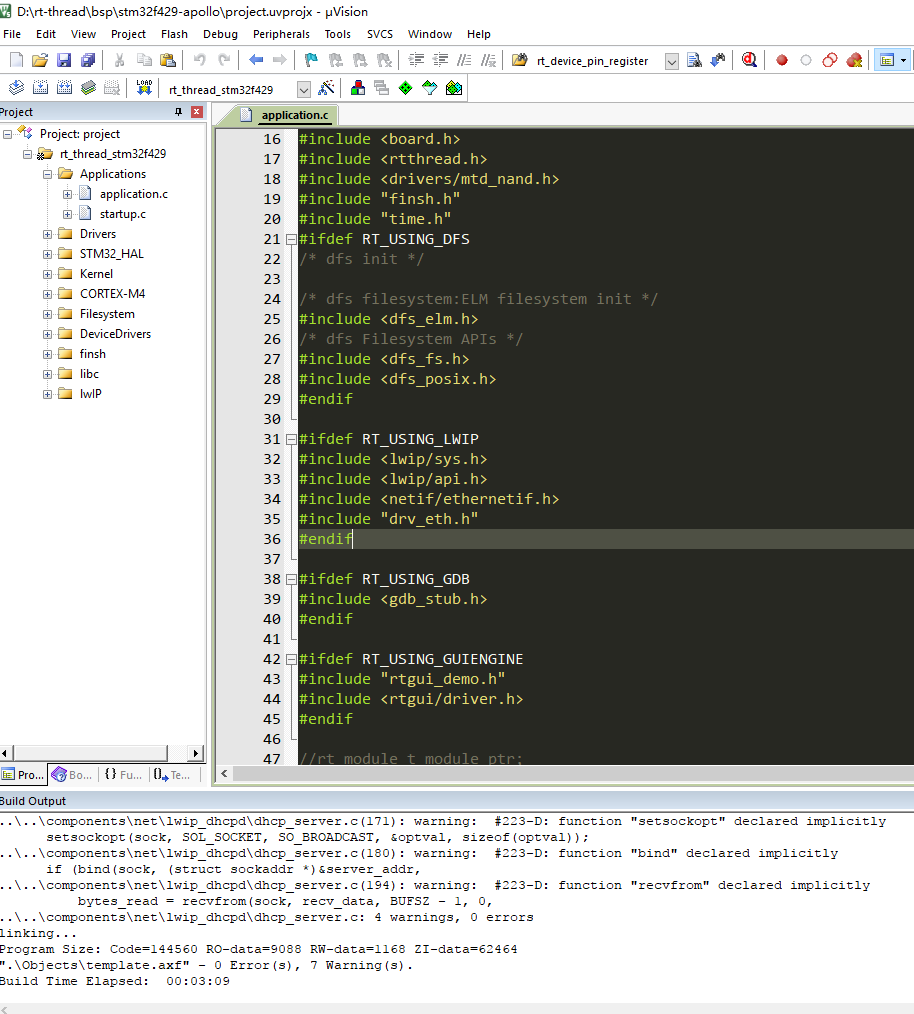 D:\rt-thread\bsp\stm32f429-apollo\project.uvprojx - µVision
File Edit View Project Flash Debug Peripherals Tools SVCS Window Help
rt_device_pin_register
LOAD
rt_thread_stm32f429
Project
Project: project
rt_thread_stm32f429
Applications
application.c
startup.c
Drivers
STM32_HAL
Kernel
CORTEX-M4
Filesystem
DeviceDrivers
finsh
libc
lwIP
Pro... Bo... {} Fu... Te...
application.c
16 #include <board.h>
17 #include <rtthread.h>
18 #include <drivers/mtd_nand.h>
19 #include "finsh.h"
20 #include "time.h"
21 #ifdef RT_USING_DFS
22 /* dfs init */
23
24 /* dfs filesystem:ELM filesystem init */
25 #include <dfs_elm.h>
26 /* dfs Filesystem APIs */
27 #include <dfs_fs.h>
28 #include <dfs_posix.h>
29 #endif
30
31 #ifdef RT_USING_LWIP
32 #include <lwip/sys.h>
33 #include <lwip/api.h>
34 #include <netif/ethernetif.h>
35 #include "drv_eth.h"
36 #endif
37
38 #ifdef RT_USING_GDB
39 #include <gdb_stub.h>
40 #endif
41
42 #ifdef RT_USING_GUIENGINE
43 #include "rtgui_demo.h"
44 #include <rtgui/driver.h>
45 #endif
46
47 //rt_module_t module_ptr;
Build Output
..\..\components\net\lwip_dhcpd\dhcp_server.c(171): warning:  #223-D: function "setsockopt" declared implicitly
setsockopt(sock, SOL_SOCKET, SO_BROADCAST, &optval, sizeof(optval));
..\..\components\net\lwip_dhcpd\dhcp_server.c(180): warning:  #223-D: function "bind" declared implicitly
if (bind(sock, (struct sockaddr *)&server_addr,
..\..\components\net\lwip_dhcpd\dhcp_server.c(194): warning:  #223-D: function "recvfrom" declared implicitly
bytes_read = recvfrom(sock, recv_data, BUFSZ - 1, 0,
..\..\components\net\lwip_dhcpd\dhcp_server.c: 4 warnings, 0 errors
linking...
Program Size: Code=144560 RO-data=9088 RW-data=1168 ZI-data=62464
".\Objects\template.axf" - 0 Error(s), 7 Warning(s).
Build Time Elapsed:  00:03:09